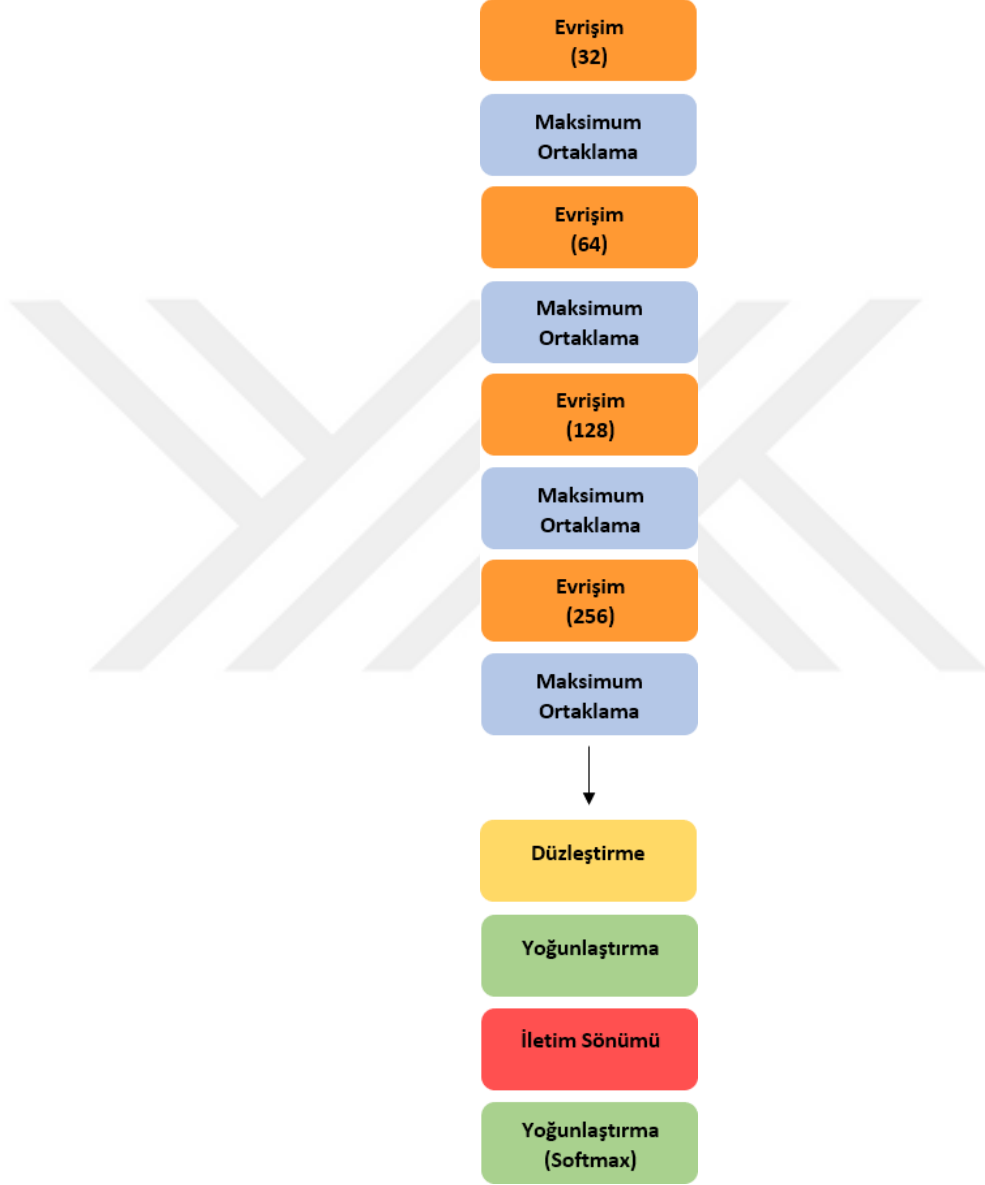 Evrişim
(32)
Maksimum
Ortaklama
Evrişim
(64)
Maksimum
Ortaklama
Evrişim
(128)
Maksimum
Ortaklama
Evrişim
(256)
Maksimum
Ortaklama
Düzleştirme
Yoğunlaştırma
İletim Sönümü
Yoğunlaştırma
(Softmax)